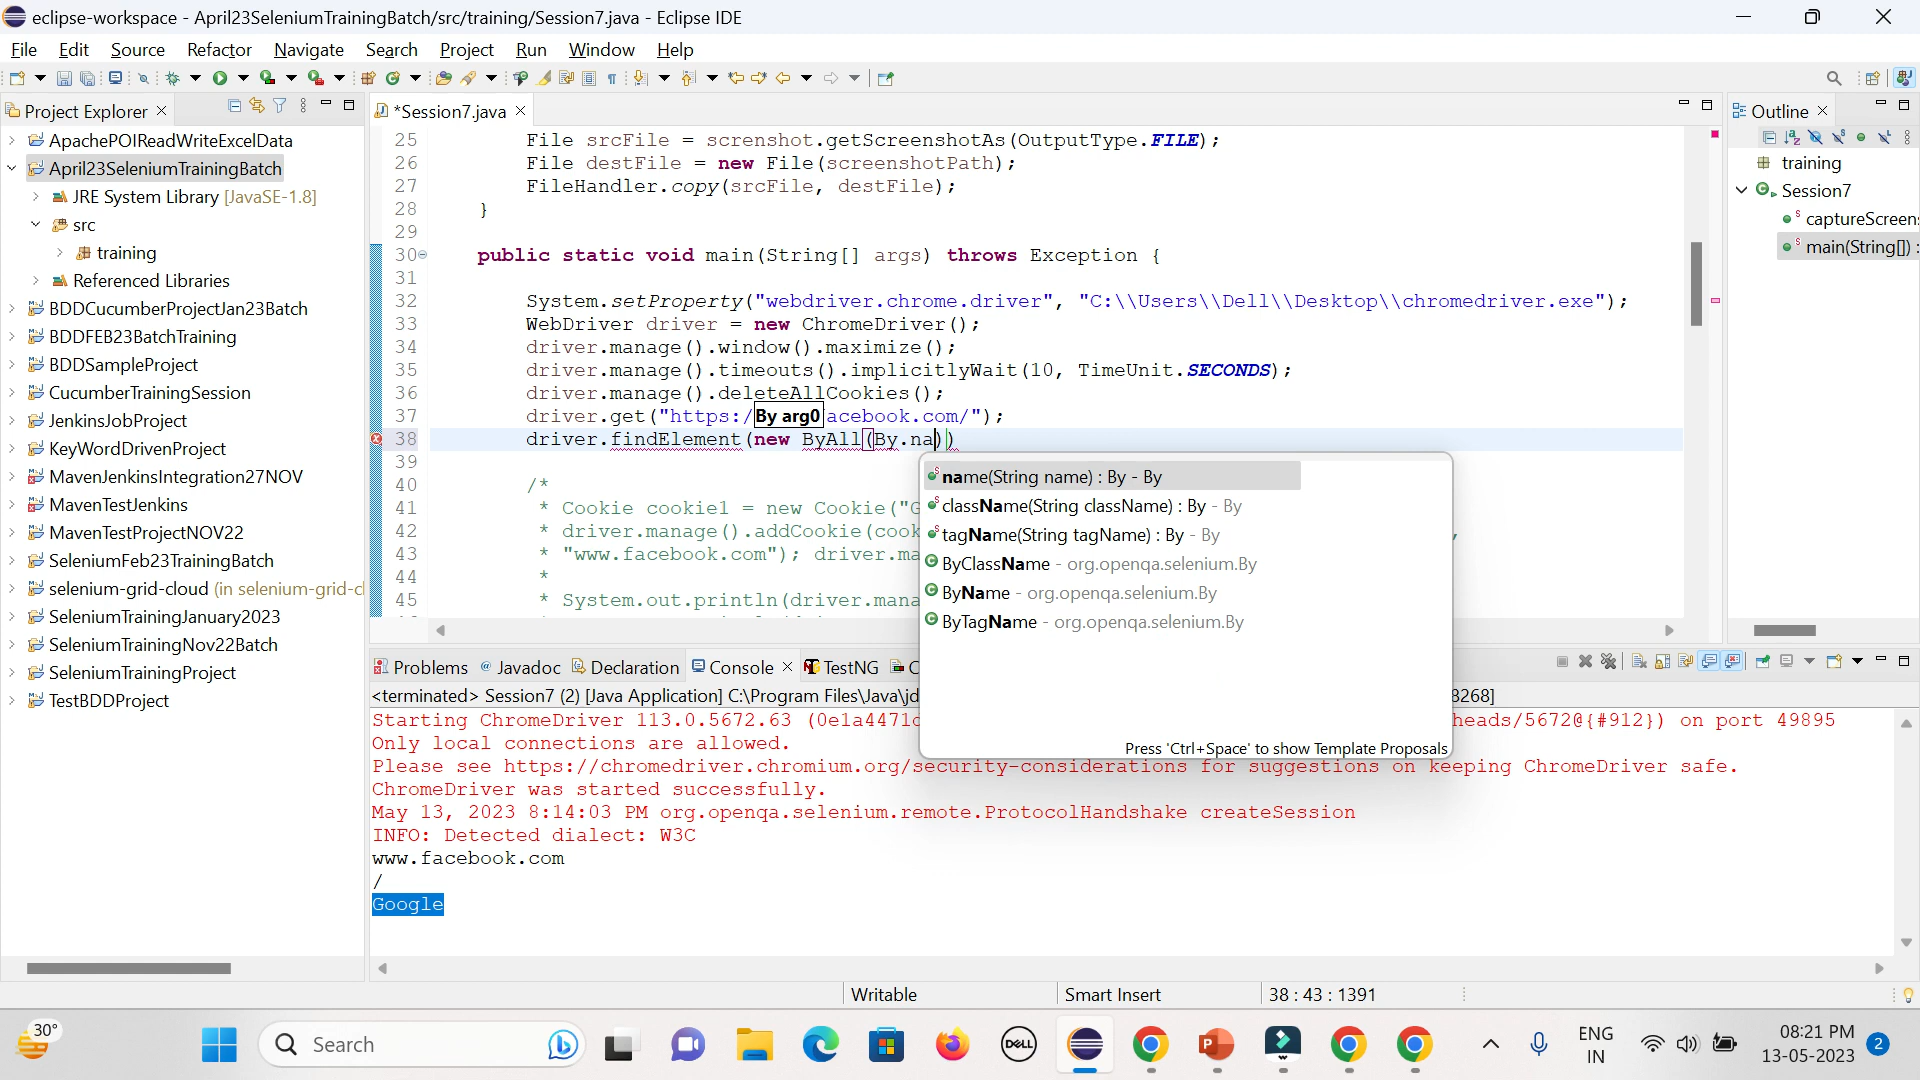 eclipse-workspace - April23SeleniumTrainingBatch/src/training/Session7.java - Eclipse IDE
File Edit Source Refactor Navigate Search Project Run Window Help
Project Explorer
ApachePOIReadWriteExcelData
April23SeleniumTrainingBatch
JRE System Library [JavaSE-1.8]
src
training
Referenced Libraries
BDDCucumberProjectJan23Batch
BDDFEB23BatchTraining
BDDSampleProject
CucumberTrainingSession
JenkinsJobProject
KeyWordDrivenProject
MavenJenkinsIntegration27NOV
MavenTestJenkins
MavenTestProjectNOV22
SeleniumFeb23TrainingBatch
selenium-grid-cloud (in selenium-grid-cl
SeleniumTrainingJanuary2023
SeleniumTrainingNov22Batch
SeleniumTrainingProject
TestBDDProject
*Session7.java
25 File srcFile = screnshot.getScreenshotAs(OutputType.FILE);
26 File destFile = new File(screenshotPath);
27 FileHandler.copy(srcFile, destFile);
28 }
29
30 public static void main(String[] args) throws Exception {
31
32 System.setProperty("webdriver.chrome.driver", "C:\\Users\\Dell\\Desktop\\chromedriver.exe");
33 WebDriver driver = new ChromeDriver();
34 driver.manage().window().maximize();
35 driver.manage().timeouts().implicitlyWait(10, TimeUnit.SECONDS);
36 driver.manage().deleteAllCookies();
37 driver.get("https:/ By arg0 acebook.com/");
38 driver.findElement(new ByAll(By.na))
39
40 /*
41 * Cookie cookie1 = new Cookie("G
42 * driver.manage().addCookie(cook
43 * "www.facebook.com"); driver.ma
44 *
45 * System.out.println(driver.mana
name(String name) : By - By
className(String className) : By - By
tagName(String tagName) : By - By
ByClassName - org.openqa.selenium.By
ByName - org.openqa.selenium.By
ByTagName - org.openqa.selenium.By
Press 'Ctrl+Space' to show Template Proposals
Outline
training
Session7
captureScreens
main(String[]) :
Problems Javadoc Declaration Console TestNG C
<terminated> Session7 (2) [Java Application] C:\Program Files\Java\jd 8268]
Starting ChromeDriver 113.0.5672.63 (0e1a4471c heads/5672@{#912}) on port 49895
Only local connections are allowed.
Please see https://chromedriver.chromium.org/security-considerations for suggestions on keeping ChromeDriver safe.
ChromeDriver was started successfully.
May 13, 2023 8:14:03 PM org.openqa.selenium.remote.ProtocolHandshake createSession
INFO: Detected dialect: W3C
www.facebook.com
/
Google
Writable Smart Insert 38 : 43 : 1391
30°
Search
DELL
ENG
IN
08:21 PM
13-05-2023
2